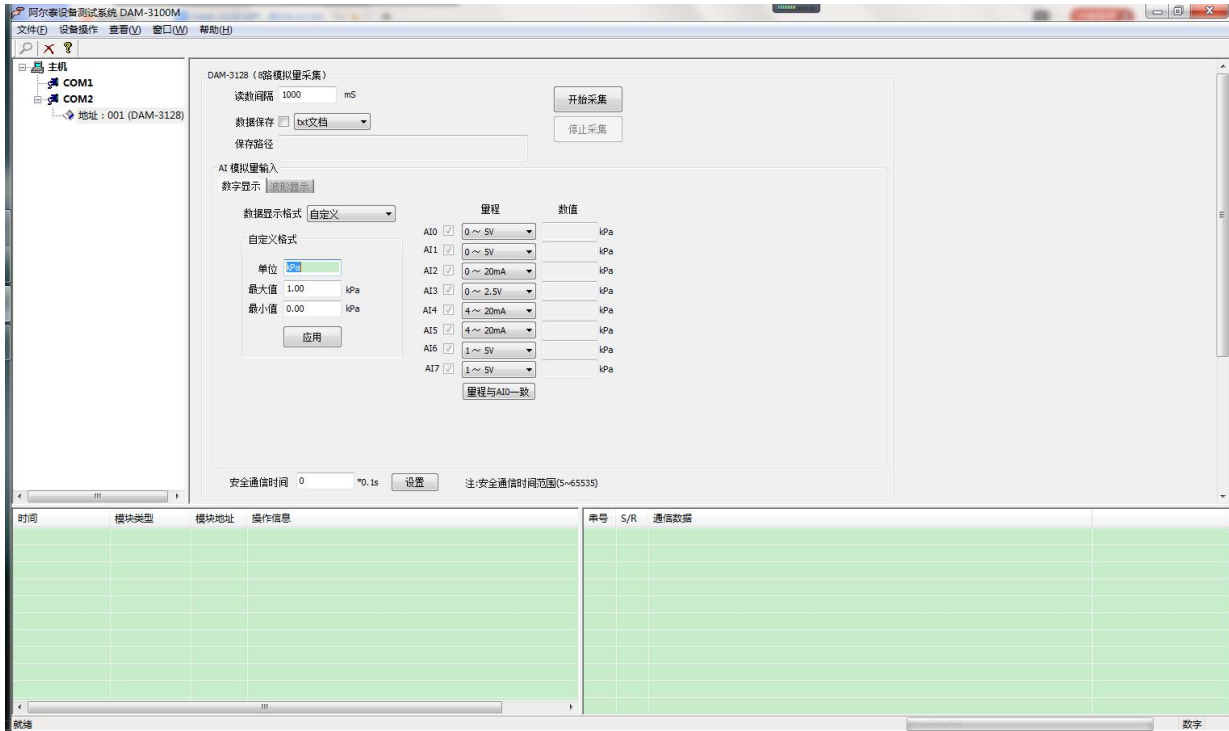 阿尔泰设备测试系统 DAM-3100M
文件(F) 设备操作 查看(V) 窗口(W) 帮助(H)
主机
COM1
COM2
地址：001 (DAM-3128)
DAM-3128（8路模拟量采集）
读数间隔 1000 mS
开始采集
数据保存 txt文档
停止采集
保存路径
AI 模拟量输入
数字显示 波形显示
数据显示格式 自定义
量程 数值
自定义格式
单位 kPa
最大值 1.00 kPa
最小值 0.00 kPa
应用
AI0 0～ 5V kPa
AI1 0～ 5V kPa
AI2 0～ 20mA kPa
AI3 0～ 2.5V kPa
AI4 4～ 20mA kPa
AI5 4～ 20mA kPa
AI6 1～ 5V kPa
AI7 1～ 5V kPa
量程与AI0一致
安全通信时间 0 *0.1s 设置 注:安全通信时间范围(5~65535)
时间 模块类型 模块地址 操作信息
串号 S/R 通信数据
就绪 数字